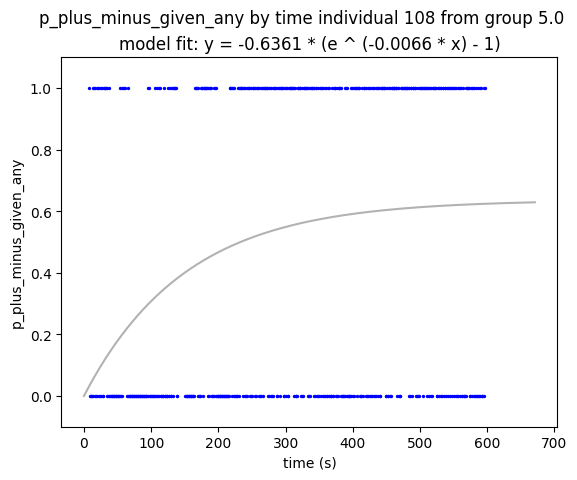 p_plus_minus_given_any by time individual 108 from group 5.0
model fit: y = -0.6361 * (e ^ (-0.0066 * x) - 1)
1.0
0.8
0.6
0.4
0.2
0.0
p_plus_minus_given_any
0 100 200 300 400 500 600 700
time (s)